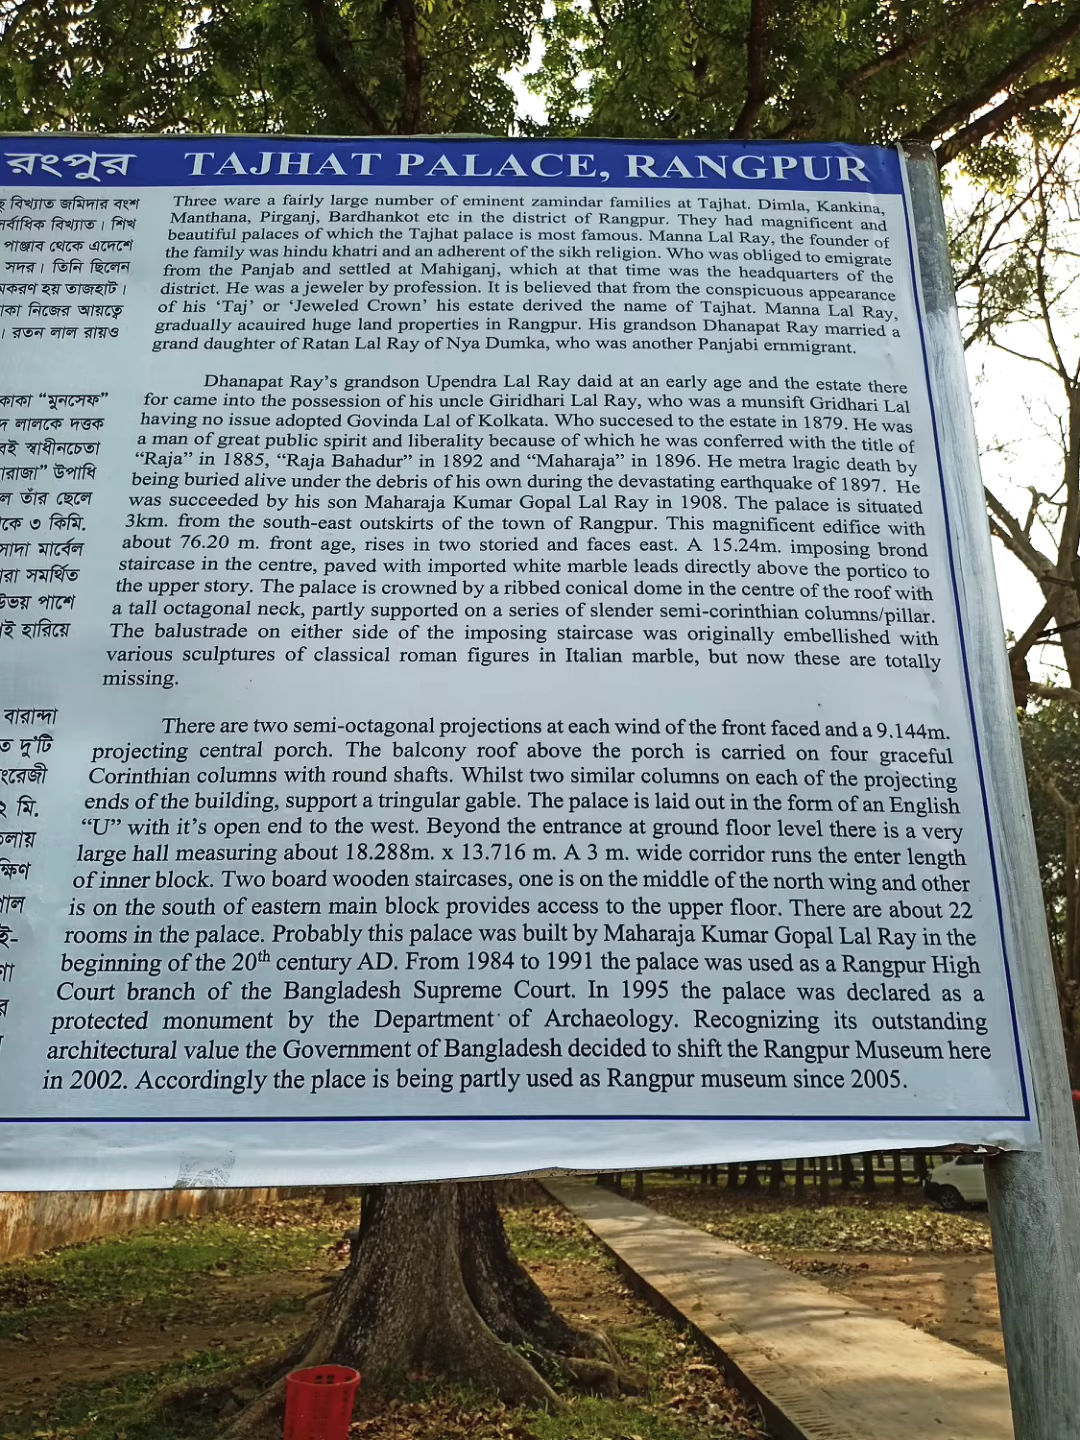 রংপুর TAJHAT PALACE, RANGPUR
বিখ্যাত জমিদার বংশ
বিখ্যাত। শিখ
পাঞ্জাব থেকে এদেশে
সদর। তিনি ছিলেন
হয় তাজহাট।
নিজের আয়ত্বে
। রতন লাল রায়ও
কাকা “মুনসেফ”
লালকে দত্তক
স্বাধীনচেতা
উপাধি
তাঁর ছেলে
৩ কিমি.
মার্বেল
সমর্থিত
পাশে
হারিয়ে
বারান্দা
দু'টি
মি.
Three ware a fairly large number of eminent zamindar families at Tajhat. Dimla, Kankina,
Manthana, Pirganj, Bardhankot etc in the district of Rangpur. They had magnificent and
beautiful palaces of which the Tajhat palace is most famous. Manna Lal Ray, the founder of
the family was hindu khatri and an adherent of the sikh religion. Who was obliged to emigrate
from the Panjab and settled at Mahiganj, which at that time was the headquarters of the
district. He was a jeweler by profession. It is believed that from the conspicuous appearance
of his ‘Taj’ or ‘Jeweled Crown’ his estate derived the name of Tajhat. Manna Lal Ray,
gradually acauired huge land properties in Rangpur. His grandson Dhanapat Ray married a
grand daughter of Ratan Lal Ray of Nya Dumka, who was another Panjabi ernmigrant.
Dhanapat Ray’s grandson Upendra Lal Ray daid at an early age and the estate there
for came into the possession of his uncle Giridhari Lal Ray, who was a munsift Gridhari Lal
having no issue adopted Govinda Lal of Kolkata. Who succesed to the estate in 1879. He was
a man of great public spirit and liberality because of which he was conferred with the title of
“Raja” in 1885, “Raja Bahadur” in 1892 and “Maharaja” in 1896. He metra lragic death by
being buried alive under the debris of his own during the devastating earthquake of 1897. He
was succeeded by his son Maharaja Kumar Gopal Lal Ray in 1908. The palace is situated
3km. from the south-east outskirts of the town of Rangpur. This magnificent edifice with
about 76.20 m. front age, rises in two storied and faces east. A 15.24m. imposing brond
staircase in the centre, paved with imported white marble leads directly above the portico to
the upper story. The palace is crowned by a ribbed conical dome in the centre of the roof with
a tall octagonal neck, partly supported on a series of slender semi-corinthian columns/pillar.
The balustrade on either side of the imposing staircase was originally embellished with
various sculptures of classical roman figures in Italian marble, but now these are totally
missing.
There are two semi-octagonal projections at each wind of the front faced and a 9.144m.
projecting central porch. The balcony roof above the porch is carried on four graceful
Corinthian columns with round shafts. Whilst two similar columns on each of the projecting
ends of the building, support a tringular gable. The palace is laid out in the form of an English
“U” with it’s open end to the west. Beyond the entrance at ground floor level there is a very
large hall measuring about 18.288m. x 13.716 m. A 3 m. wide corridor runs the enter length
of inner block. Two board wooden staircases, one is on the middle of the north wing and other
is on the south of eastern main block provides access to the upper floor. There are about 22
rooms in the palace. Probably this palace was built by Maharaja Kumar Gopal Lal Ray in the
beginning of the 20th century AD. From 1984 to 1991 the palace was used as a Rangpur High
Court branch of the Bangladesh Supreme Court. In 1995 the palace was declared as a
protected monument by the Department of Archaeology. Recognizing its outstanding
architectural value the Government of Bangladesh decided to shift the Rangpur Museum here
in 2002. Accordingly the place is being partly used as Rangpur museum since 2005.